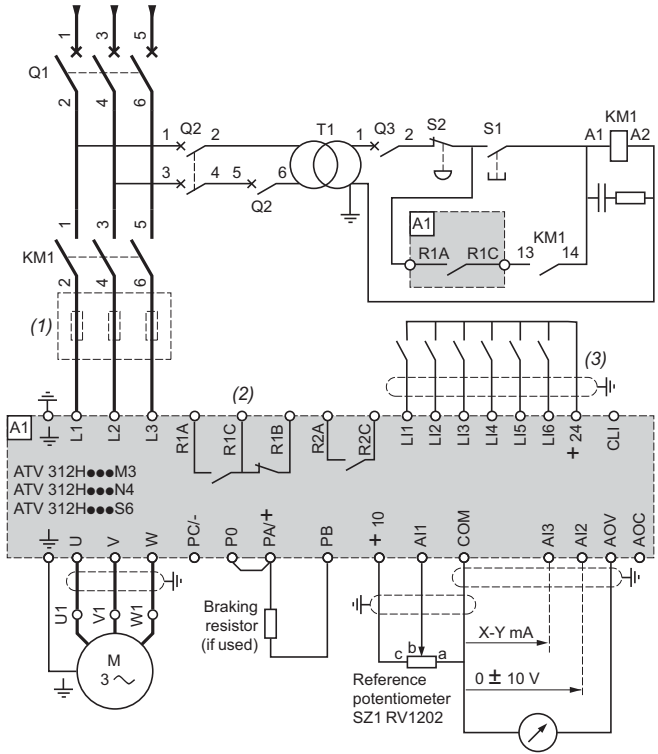 1 3 5
Q1
2 4 6
1 Q2 2 T1 1 Q3 2 S2 S1 KM1
A1 A2
3 4 5 6
Q2
A1
R1A R1C 13 KM1 14
1 3 5
KM1
2 4 6
(1)
(2)
(3)
A1
L1 L2 L3 R1A R1C R1B R2A R2C LI1 LI2 LI3 LI4 LI5 LI6 + 24 CLI
ATV 312H●●●M3
ATV 312H●●●N4
ATV 312H●●●S6
U V W PC/- P0 PA/+ PB + 10 AI1 COM AI3 AI2 AOV AOC
U1 V1 W1
M
3 ~
Braking
resistor
(if used)
c b a
Reference
potentiometer
SZ1 RV1202
X-Y mA
0 ± 10 V